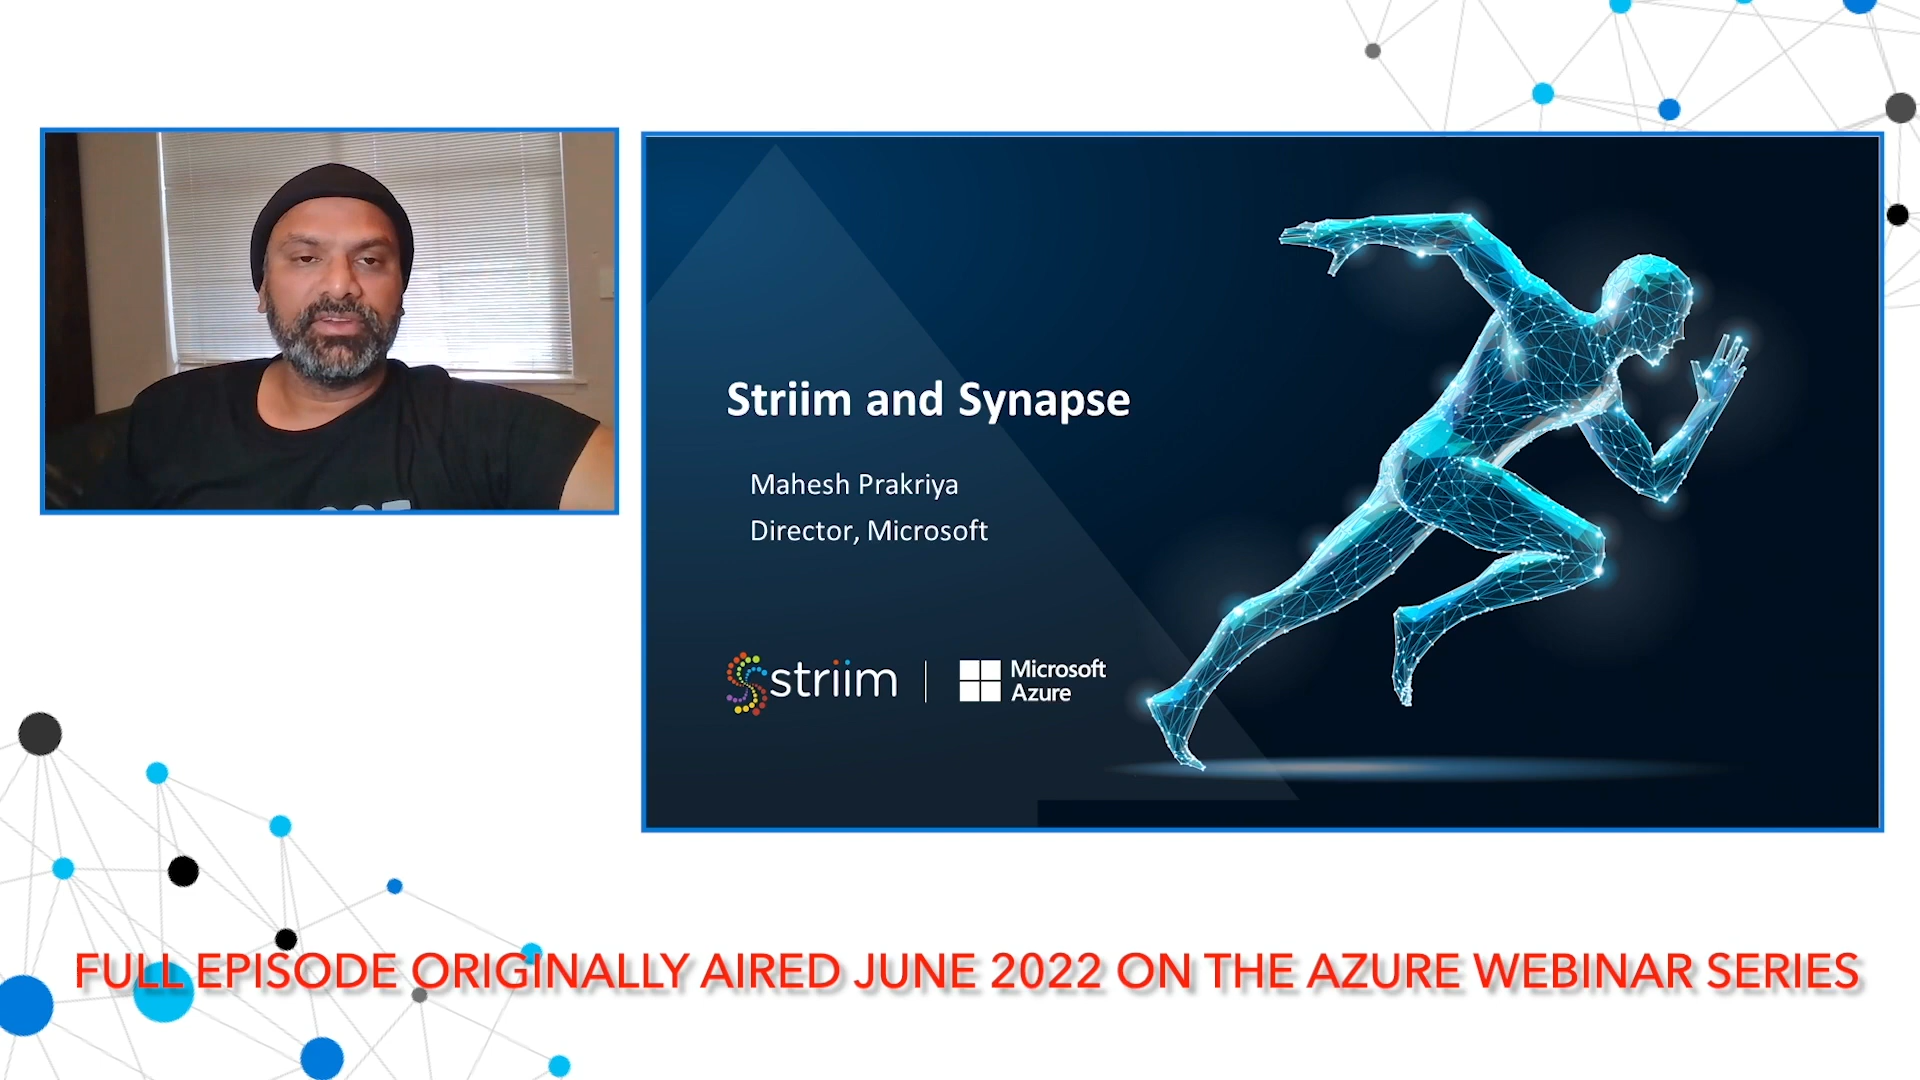 Striim and Synapse
Mahesh Prakriya
Director, Microsoft
striim
Microsoft
Azure
FULL EPISODE ORIGINALLY AIRED JUNE 2022 ON THE AZURE WEBINAR SERIES